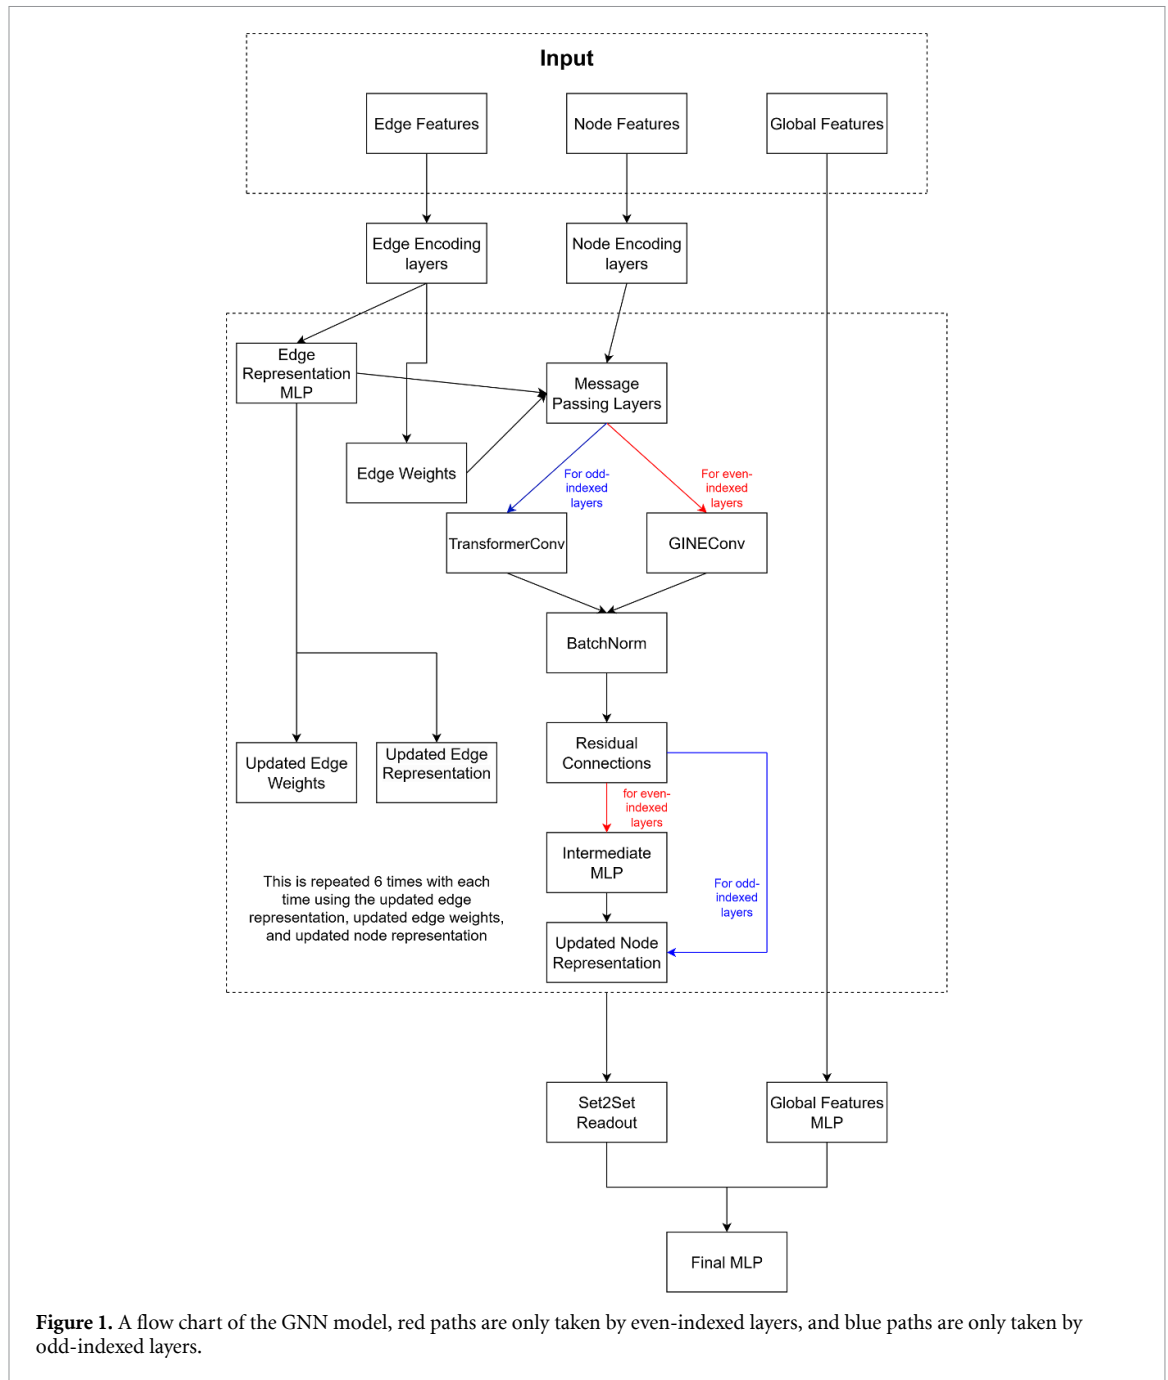 Input
Edge Features
Node Features
Global Features
Edge Encoding
layers
Node Encoding
layers
Edge
Representation
MLP
Message
Passing Layers
Edge Weights
For odd-
indexed
layers
For even-
indexed
layers
TransformerConv
GINEConv
BatchNorm
Residual
Connections
Updated Edge
Weights
Updated Edge
Representation
for even-
indexed
layers
Intermediate
MLP
For odd-
indexed
layers
This is repeated 6 times with each
time using the updated edge
representation, updated edge weights,
and updated node representation
Updated Node
Representation
Set2Set
Readout
Global Features
MLP
Final MLP
Figure 1. A flow chart of the GNN model, red paths are only taken by even-indexed layers, and blue paths are only taken by
odd-indexed layers.